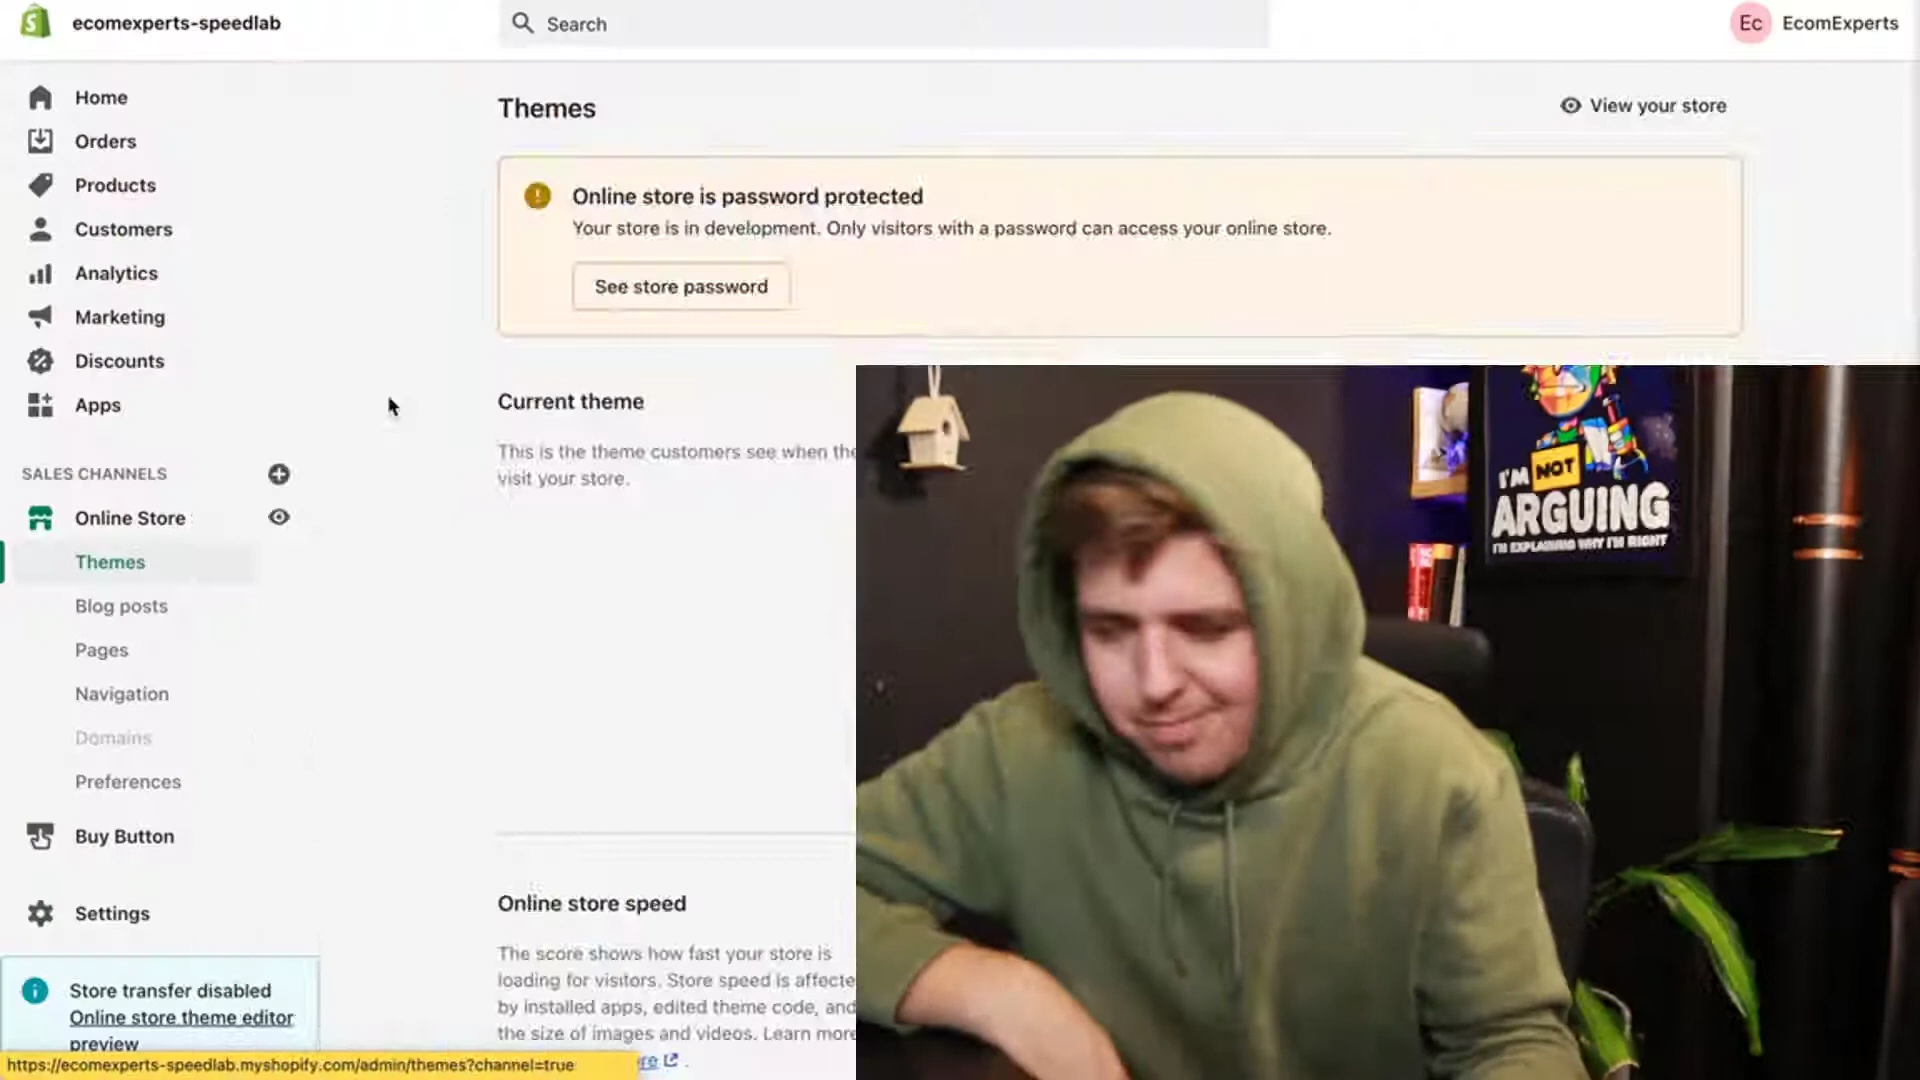 ecomexperts-speedlab
Search
Ec EcomExperts
Home
Orders
Products
Customers
Analytics
Marketing
Discounts
Apps
SALES CHANNELS
Online Store
Themes
Blog posts
Pages
Navigation
Domains
Preferences
Buy Button
Settings
Store transfer disabled
Online store theme editor
preview
https://ecomexperts-speedlab.myshopify.com/admin/themes?channel=true
Themes
View your store
Online store is password protected
Your store is in development. Only visitors with a password can access your online store.
See store password
Current theme
This is the theme customers see when the
visit your store.
Online store speed
The score shows how fast your store is
loading for visitors. Store speed is affecte
by installed apps, edited theme code, and
the size of images and videos. Learn more
re .
I'M NOT
ARGUING
I'M EXPLAINING WHY I'M RIGHT